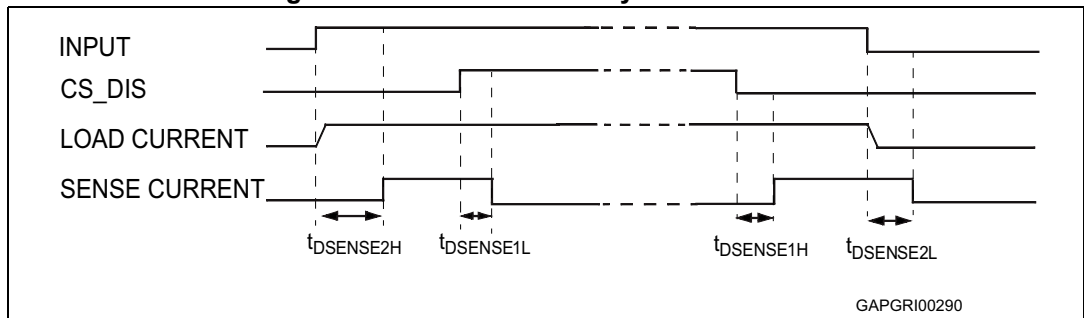 INPUT
CS_DIS
LOAD CURRENT
SENSE CURRENT
tDSENSE2H
tDSENSE1L
tDSENSE1H
tDSENSE2L
GAPGRI00290